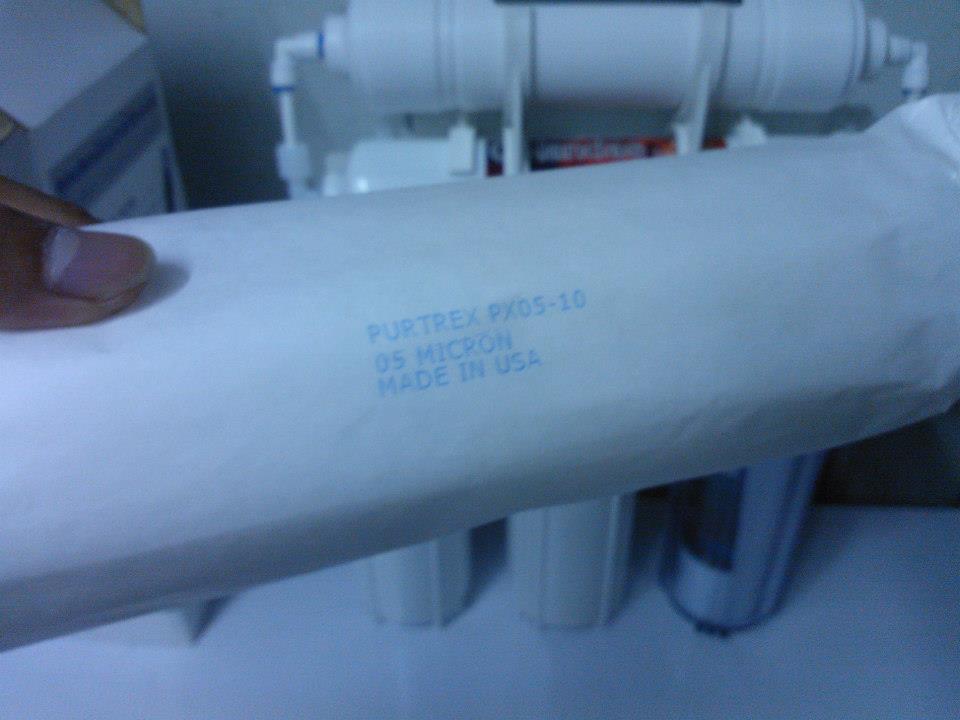 PURTREX PX05-10
05 MICRON
MADE IN USA